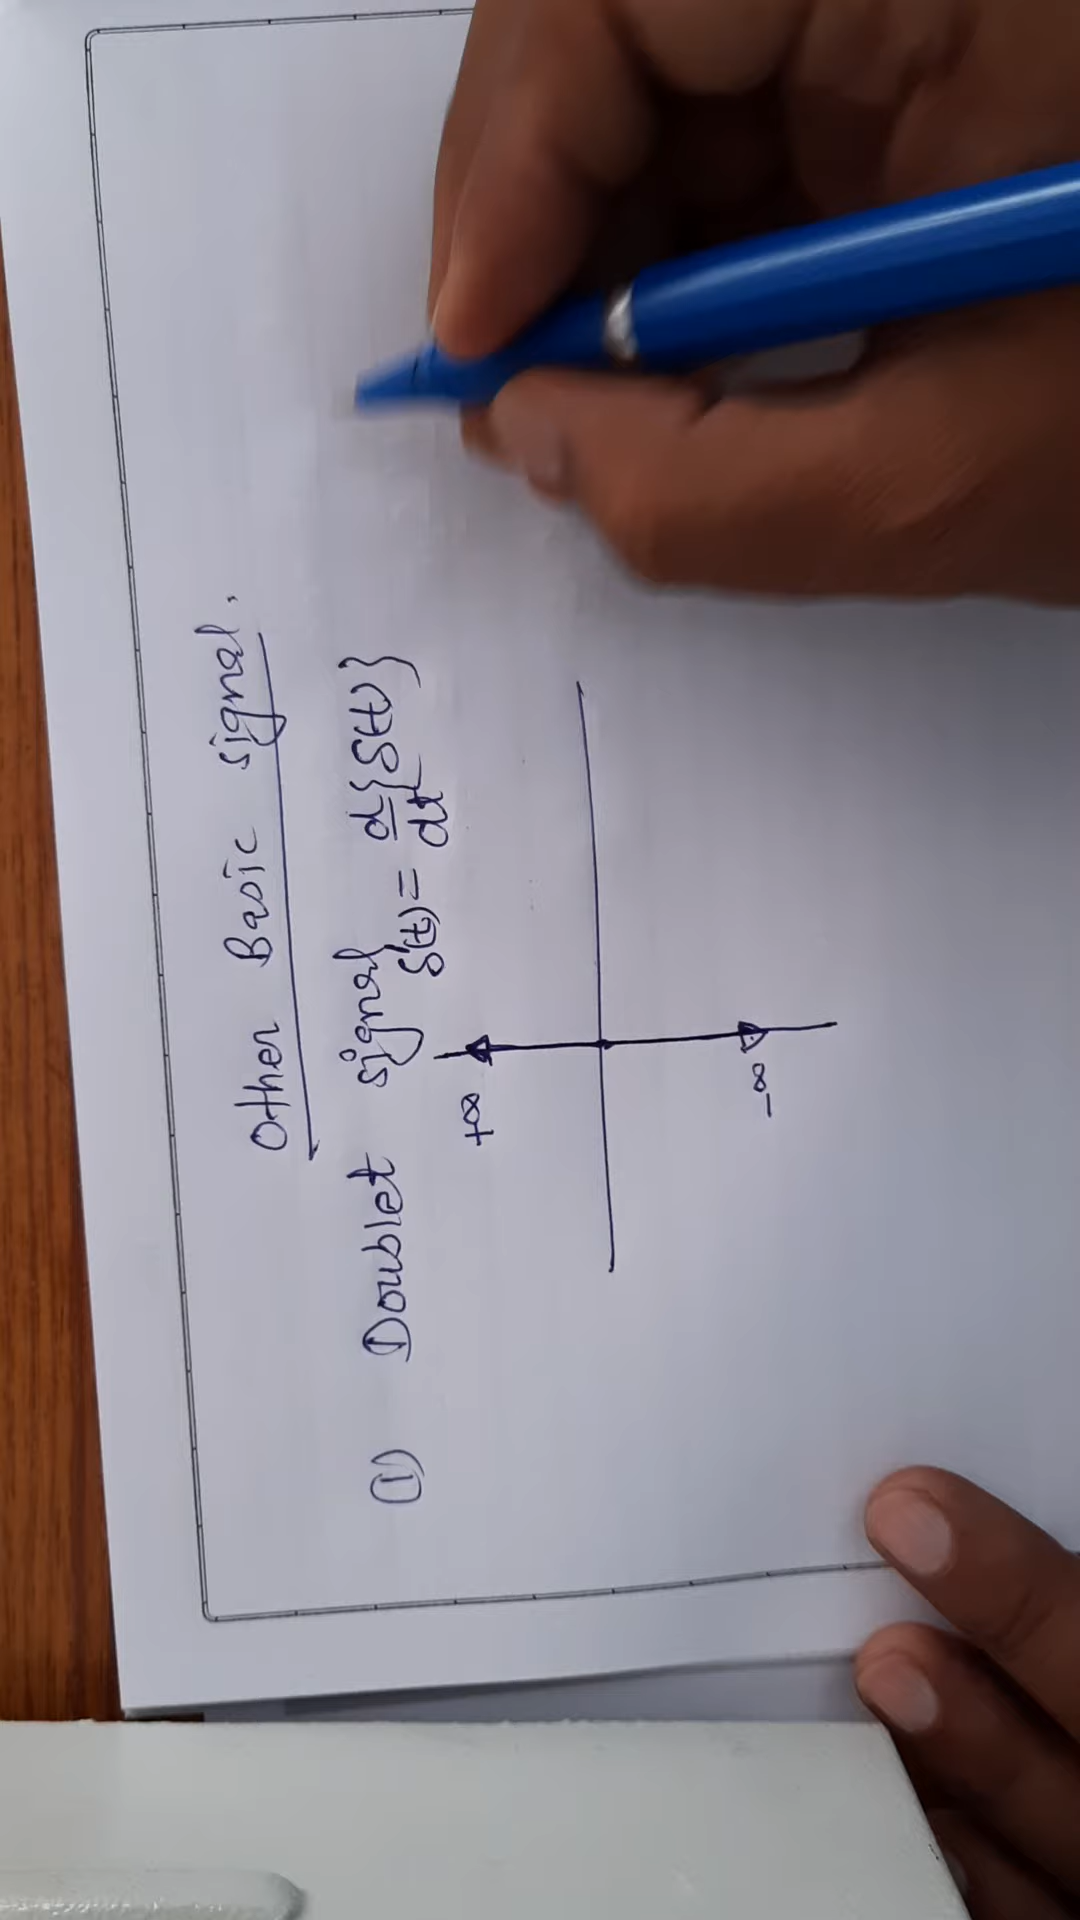 Other Basic signal.
(1) Doublet signal
δ'(t) = d/dt {δ(t)}
+∞
-∞